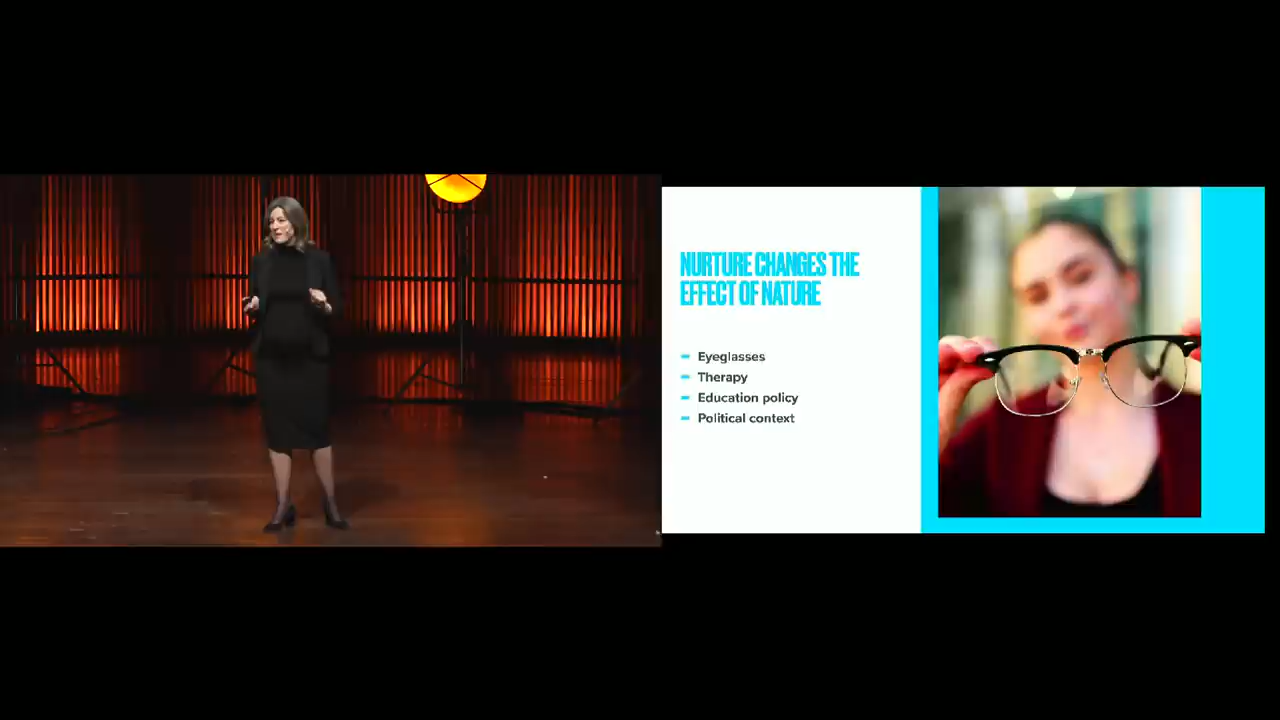 NURTURE CHANGES THE
EFFECT OF NATURE
Eyeglasses
Therapy
Education policy
Political context